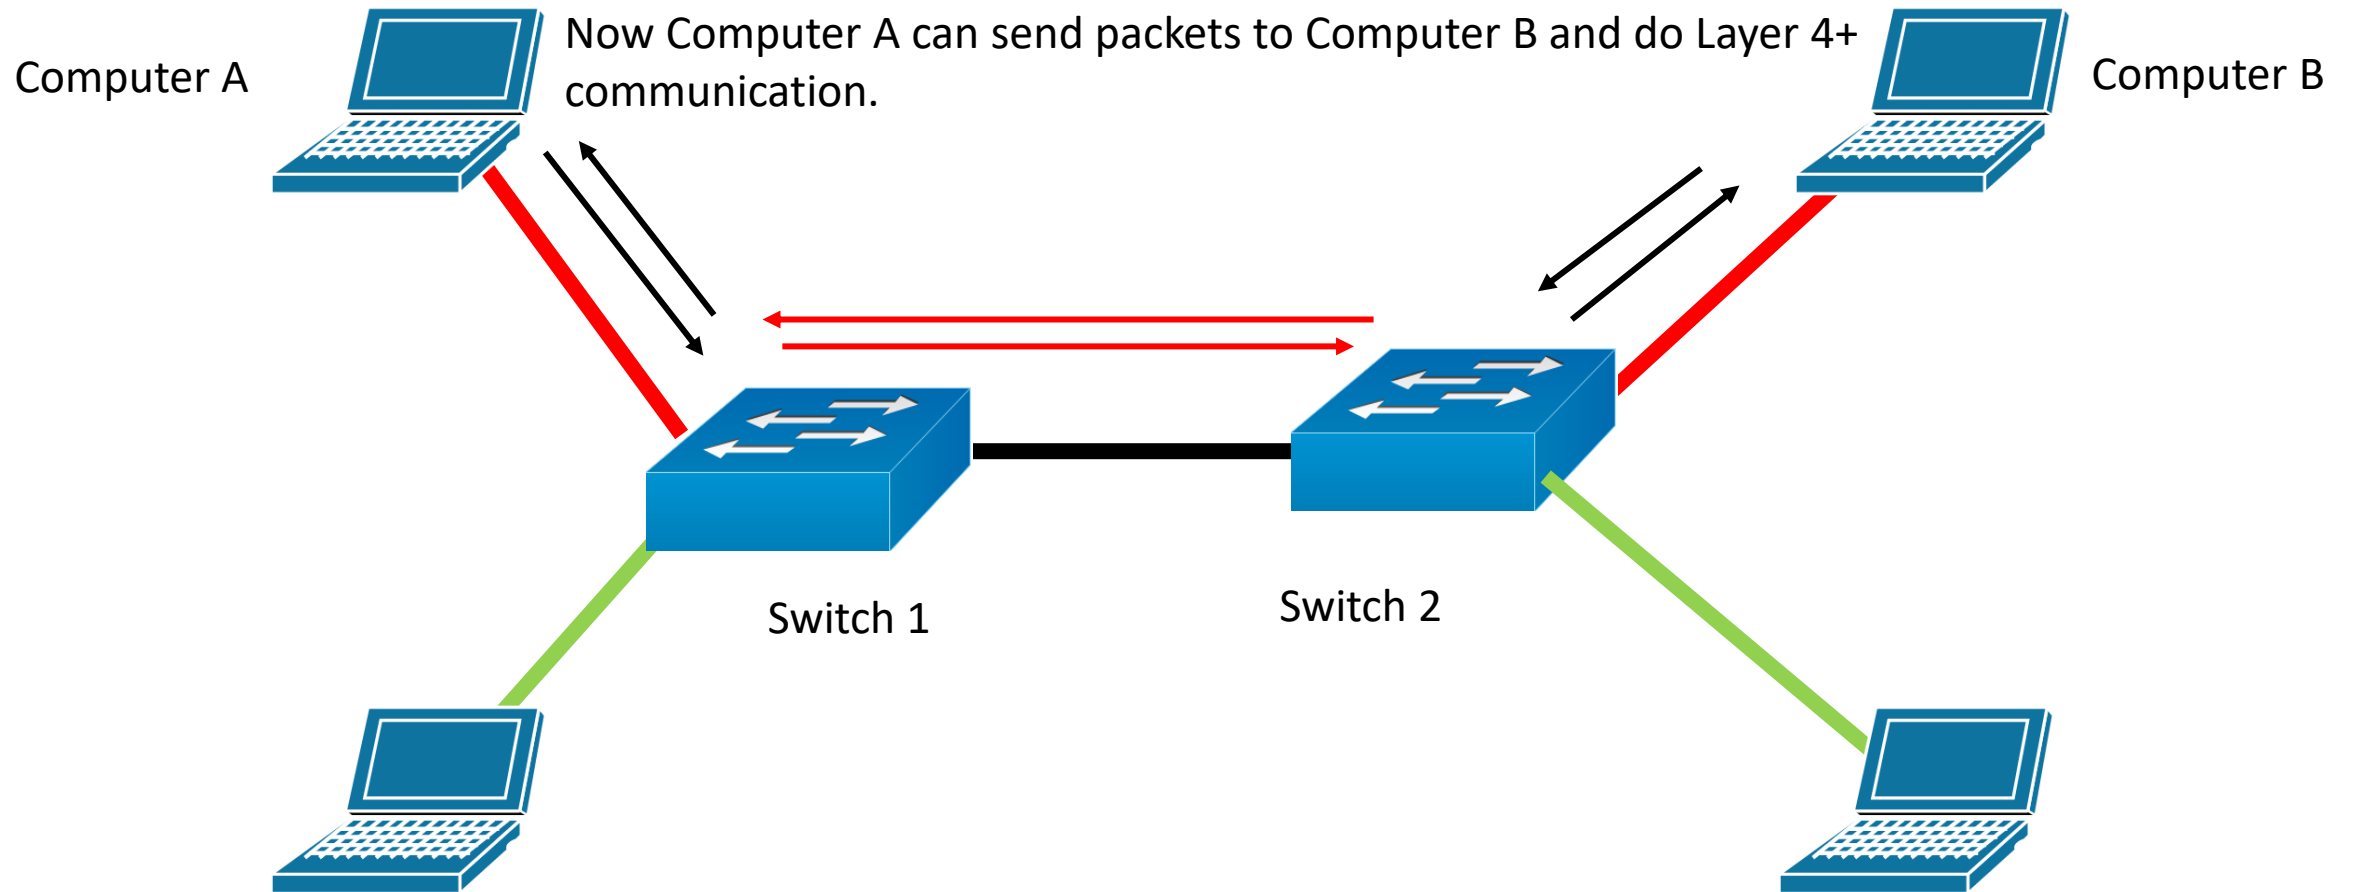 Now Computer A can send packets to Computer B and do Layer 4+
communication.
Computer A
Computer B
Switch 1
Switch 2